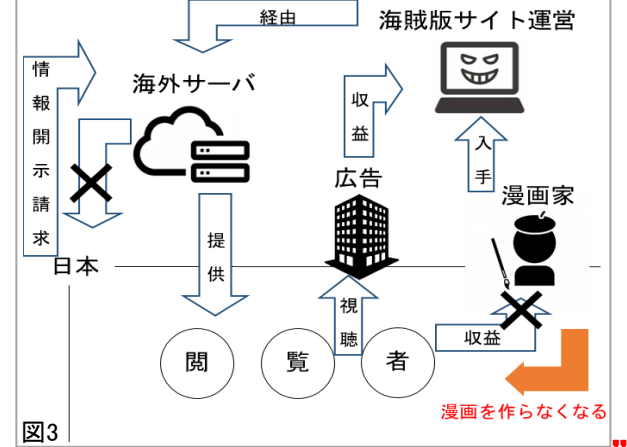 経由
海賊版サイト運営
情報開示請求
海外サーバ
収益
入手
広告
漫画家
提供
日本
視聴
閲
覧
者
収益
漫画を作らなくなる
図3
"